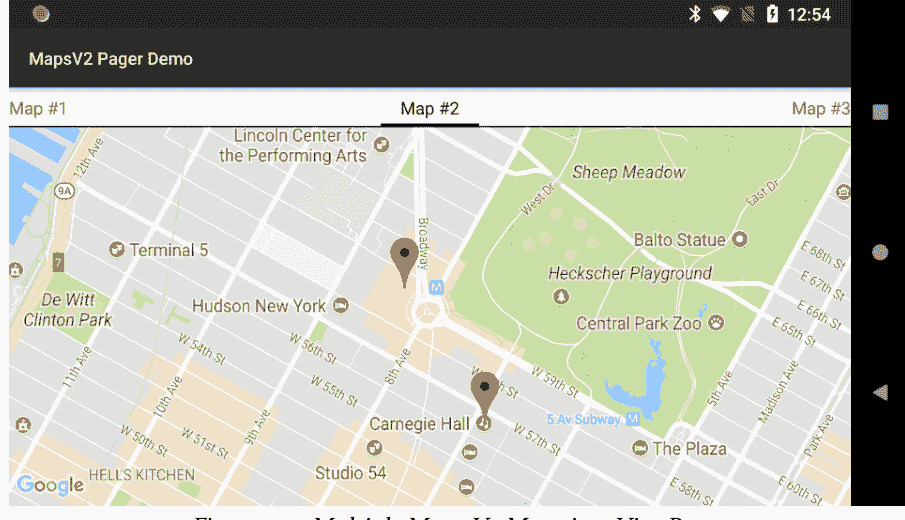 12:54
MapsV2 Pager Demo
Map #1
Map #2
Map #3
Lincoln Center for
the Performing Arts
12th Ave
9A
Sheep Meadow
West Dr
East Dr
Broadway
Terminal 5
Balto Statue
E 68th St
7
Heckscher Playground
E 67th St
De Witt
Clinton Park
Hudson New York
M
E 66th St
Central Park Zoo
E 65th St
W 54th St
W 56th St
8th Ave
11th Ave
W 55th St
W 59th St
10th Ave
5th Ave
Madison Ave
9th Ave
Carnegie Hall
5 Av Subway
M
Park Ave
W 50th St
W 51st St
W 57th St
The Plaza
HELLS KITCHEN
Studio 54
E 58th St
E 60th St
Google